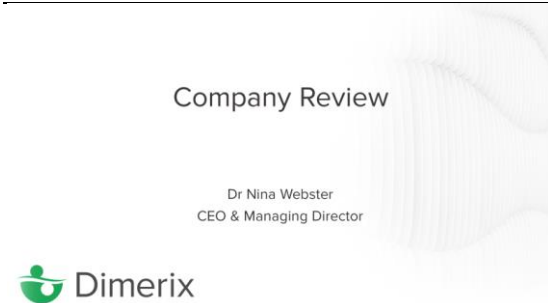 Company Review
Dr Nina Webster
CEO & Managing Director
Dimerix